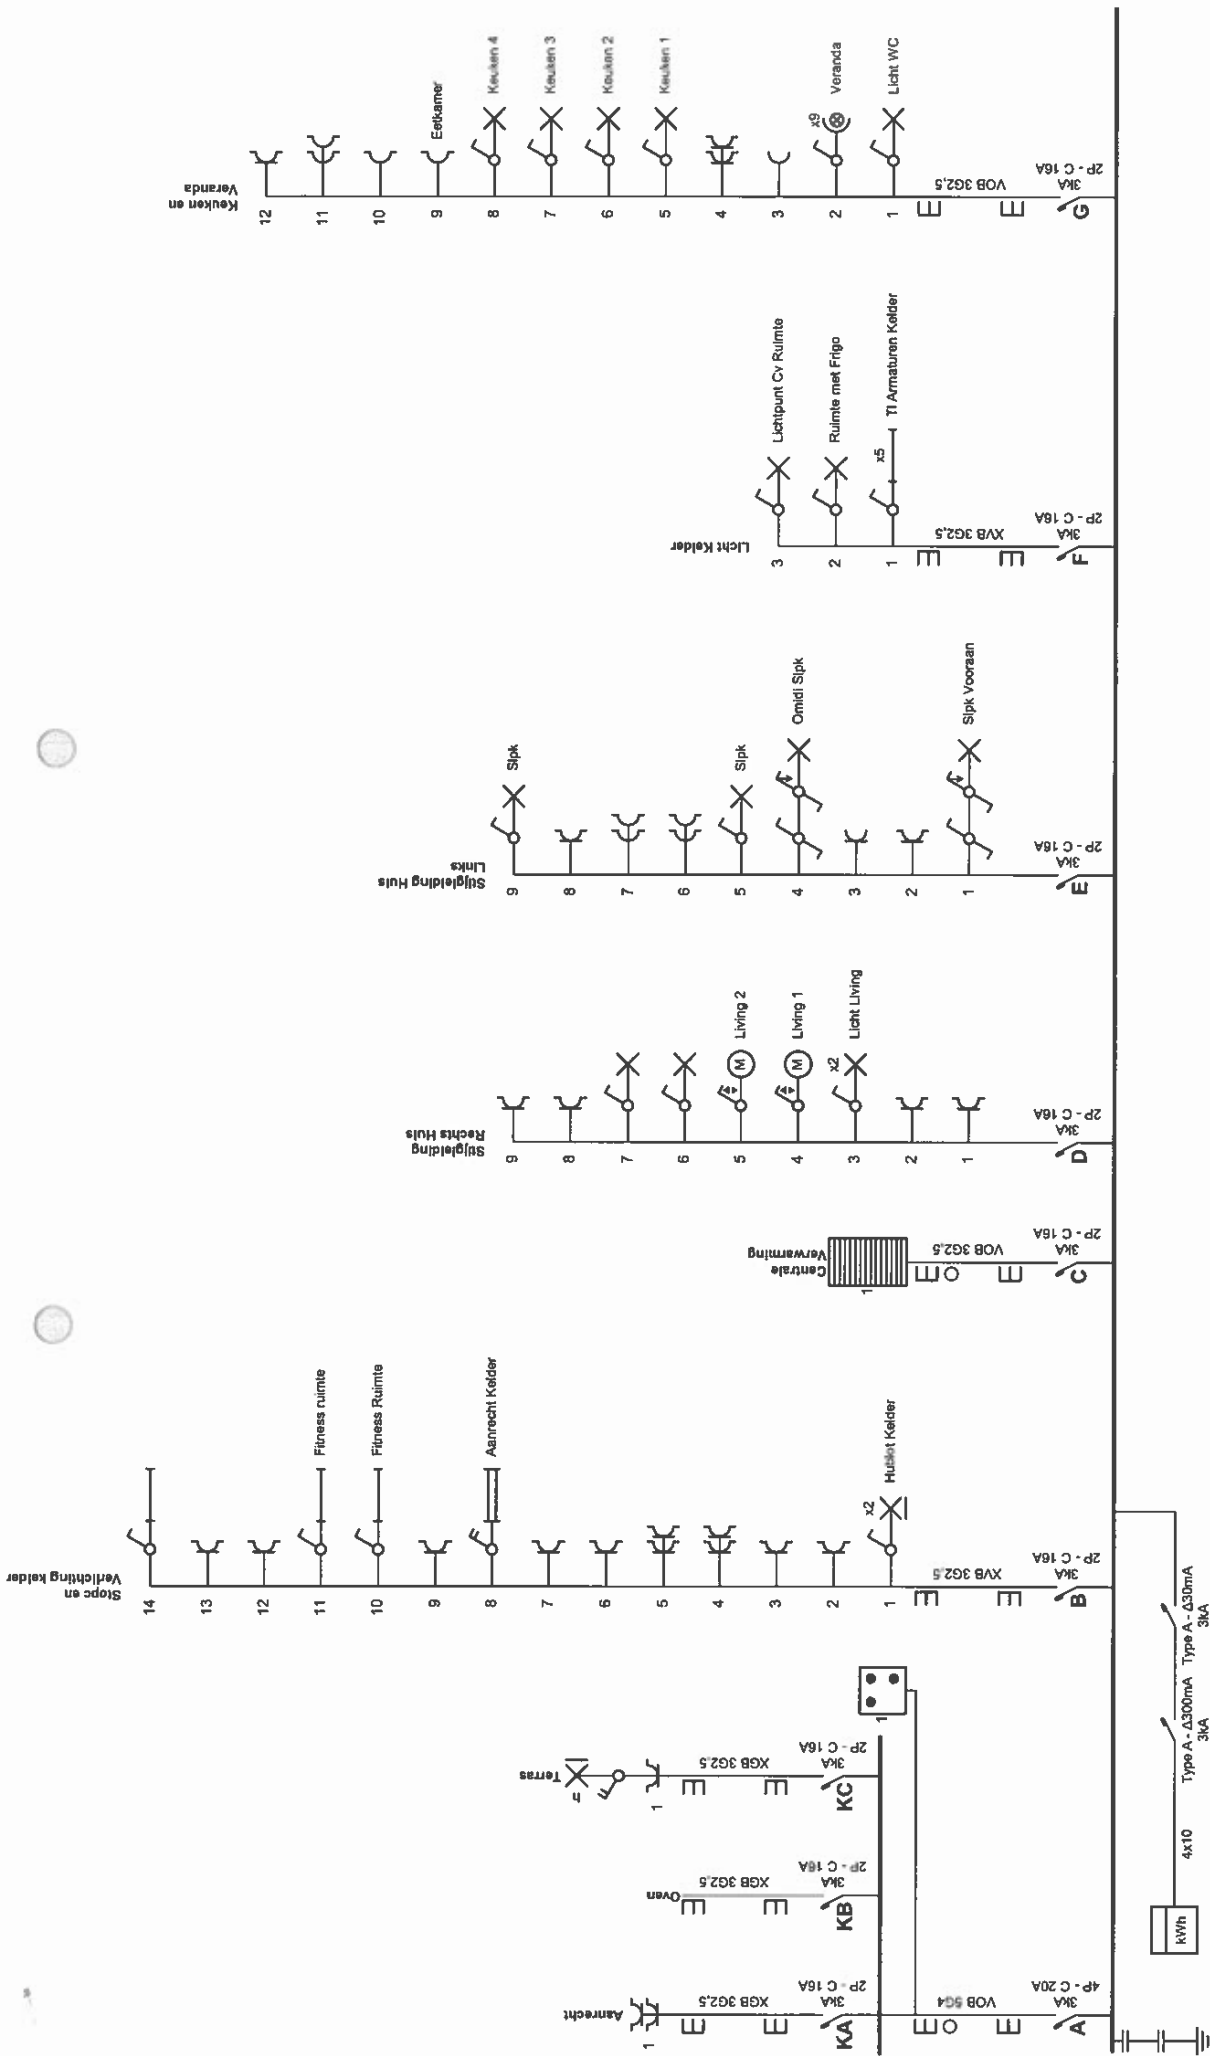 Aanrecht
1
XGB 3G2,5
3kA
2P - C 16A
KA
Oven
XGB 3G2,5
3kA
2P - C 16A
KB
Terras
1
XGB 3G2,5
3kA
2P - C 16A
KC
1
VOB 5G4
3kA
4P - C 20A
A
kWh
4x10
Type A - Δ300mA
3kA
Type A - Δ30mA
3kA
Stopc en
Verlichting kelder
14
13
12
11
Fitness ruimte
10
Fitness Ruimte
9
8
Aanrecht Kelder
7
6
5
4
3
2
1
x2
Hublot Kelder
XVB 3G2,5
3kA
2P - C 16A
B
Centrale
Verwarming
1
VOB 3G2,5
3kA
2P - C 16A
C
Stijgleiding
Rechts Huis
9
8
7
6
5
M
Living 2
4
M
Living 1
3
x2
Licht Living
2
1
3kA
2P - C 16A
D
Stijgleiding Huis
Links
9
Slpk
8
7
6
5
Slpk
4
Omidi Slpk
3
2
1
Slpk Vooraan
3kA
2P - C 16A
E
Licht Kelder
3
Lichtpunt Cv Ruimte
2
Ruimte met Frigo
1
x5
Tl Armaturen Kelder
XVB 3G2,5
3kA
2P - C 16A
F
Keuken en
Veranda
12
11
10
9
Eetkamer
8
Keuken 4
7
Keuken 3
6
Keuken 2
5
Keuken 1
4
3
2
x9
Veranda
1
Licht WC
VOB 3G2,5
3kA
2P - C 16A
G